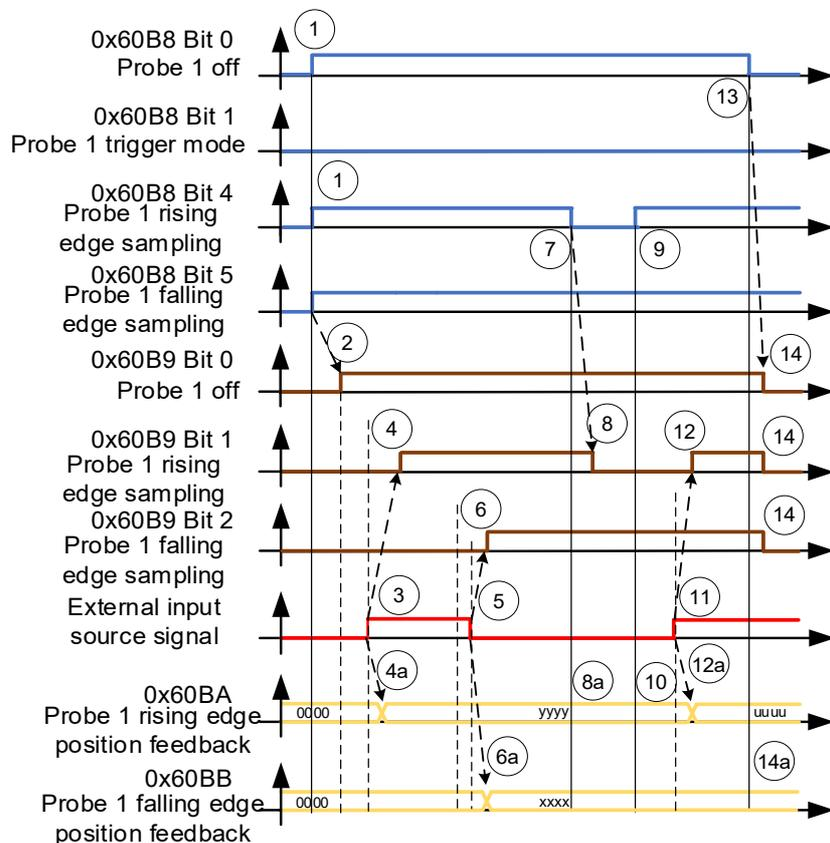 0x60B8 Bit 0
Probe 1 off
1
13
0x60B8 Bit 1
Probe 1 trigger mode
0x60B8 Bit 4
Probe 1 rising
edge sampling
1
7
9
0x60B8 Bit 5
Probe 1 falling
edge sampling
2
0x60B9 Bit 0
Probe 1 off
14
0x60B9 Bit 1
Probe 1 rising
edge sampling
4
8
12
14
0x60B9 Bit 2
Probe 1 falling
edge sampling
6
14
External input
source signal
3
5
11
4a
8a
10
12a
0x60BA
Probe 1 rising edge
position feedback
0000
yyyy
uuuu
6a
14a
0x60BB
Probe 1 falling edge
position feedback
0000
xxxx